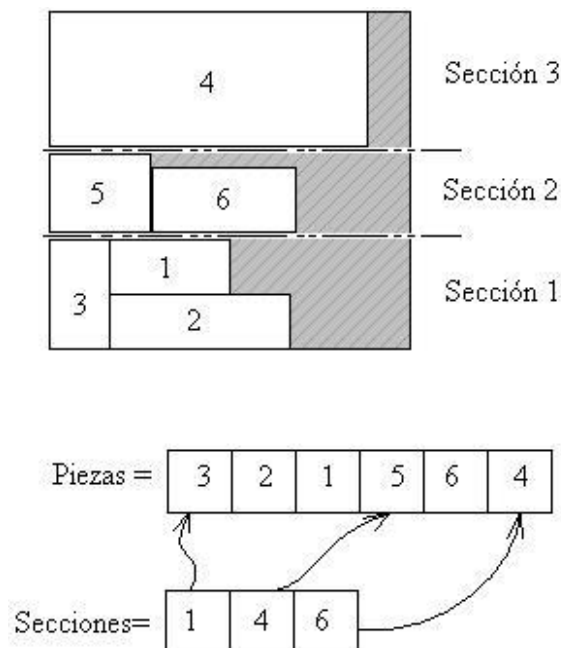 4
Sección 3
5
6
Sección 2
1
3
2
Sección 1
Piezas = 3 2 1 5 6 4
Secciones= 1 4 6